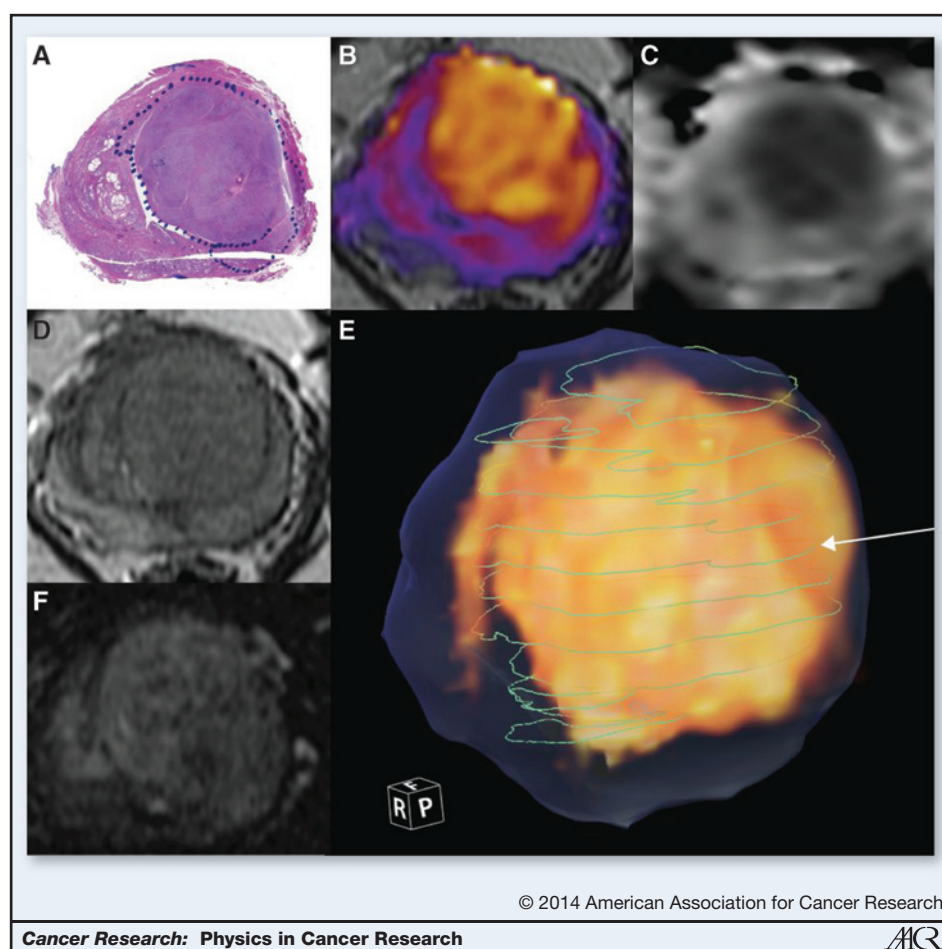 A
B
C
D
E
F
F
R P
© 2014 American Association for Cancer Research
Cancer Research: Physics in Cancer Research
AACR